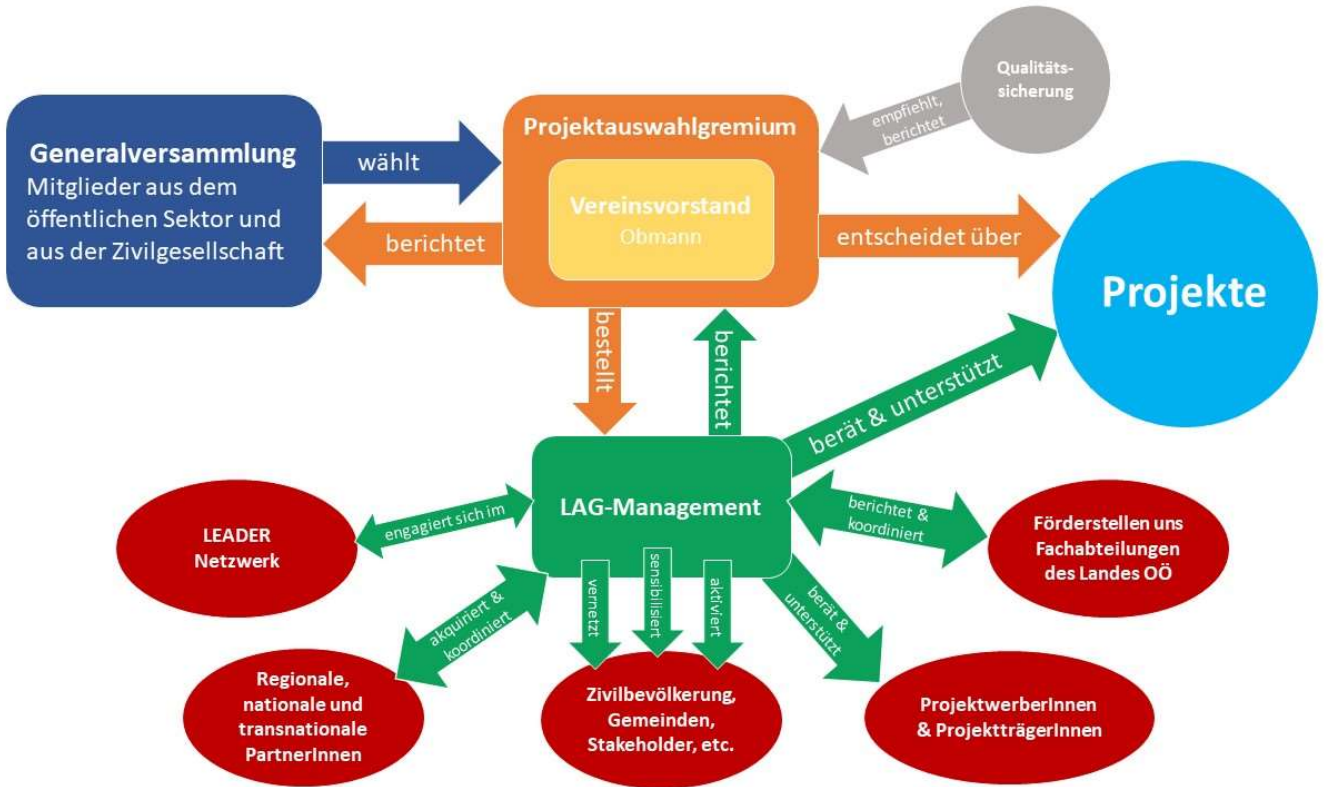 Qualitäts-
sicherung
empfiehlt,
berichtet
Projektauswahlgremium
Generalversammlung
Mitglieder aus dem
öffentlichen Sektor und
aus der Zivilgesellschaft
wählt
berichtet
Vereinsvorstand
Obmann
entscheidet über
Projekte
bestellt
berichtet
berät & unterstützt
LAG-Management
engagiert sich im
LEADER
Netzwerk
berichtet &
koordiniert
Förderstellen uns
Fachabteilungen
des Landes OÖ
akquiriert &
koordiniert
vernetzt
sensibilisiert
aktiviert
berät &
unterstützt
Regionale,
nationale und
transnationale
PartnerInnen
Zivilbevölkerung,
Gemeinden,
Stakeholder, etc.
ProjektwerberInnen
& ProjektträgerInnen